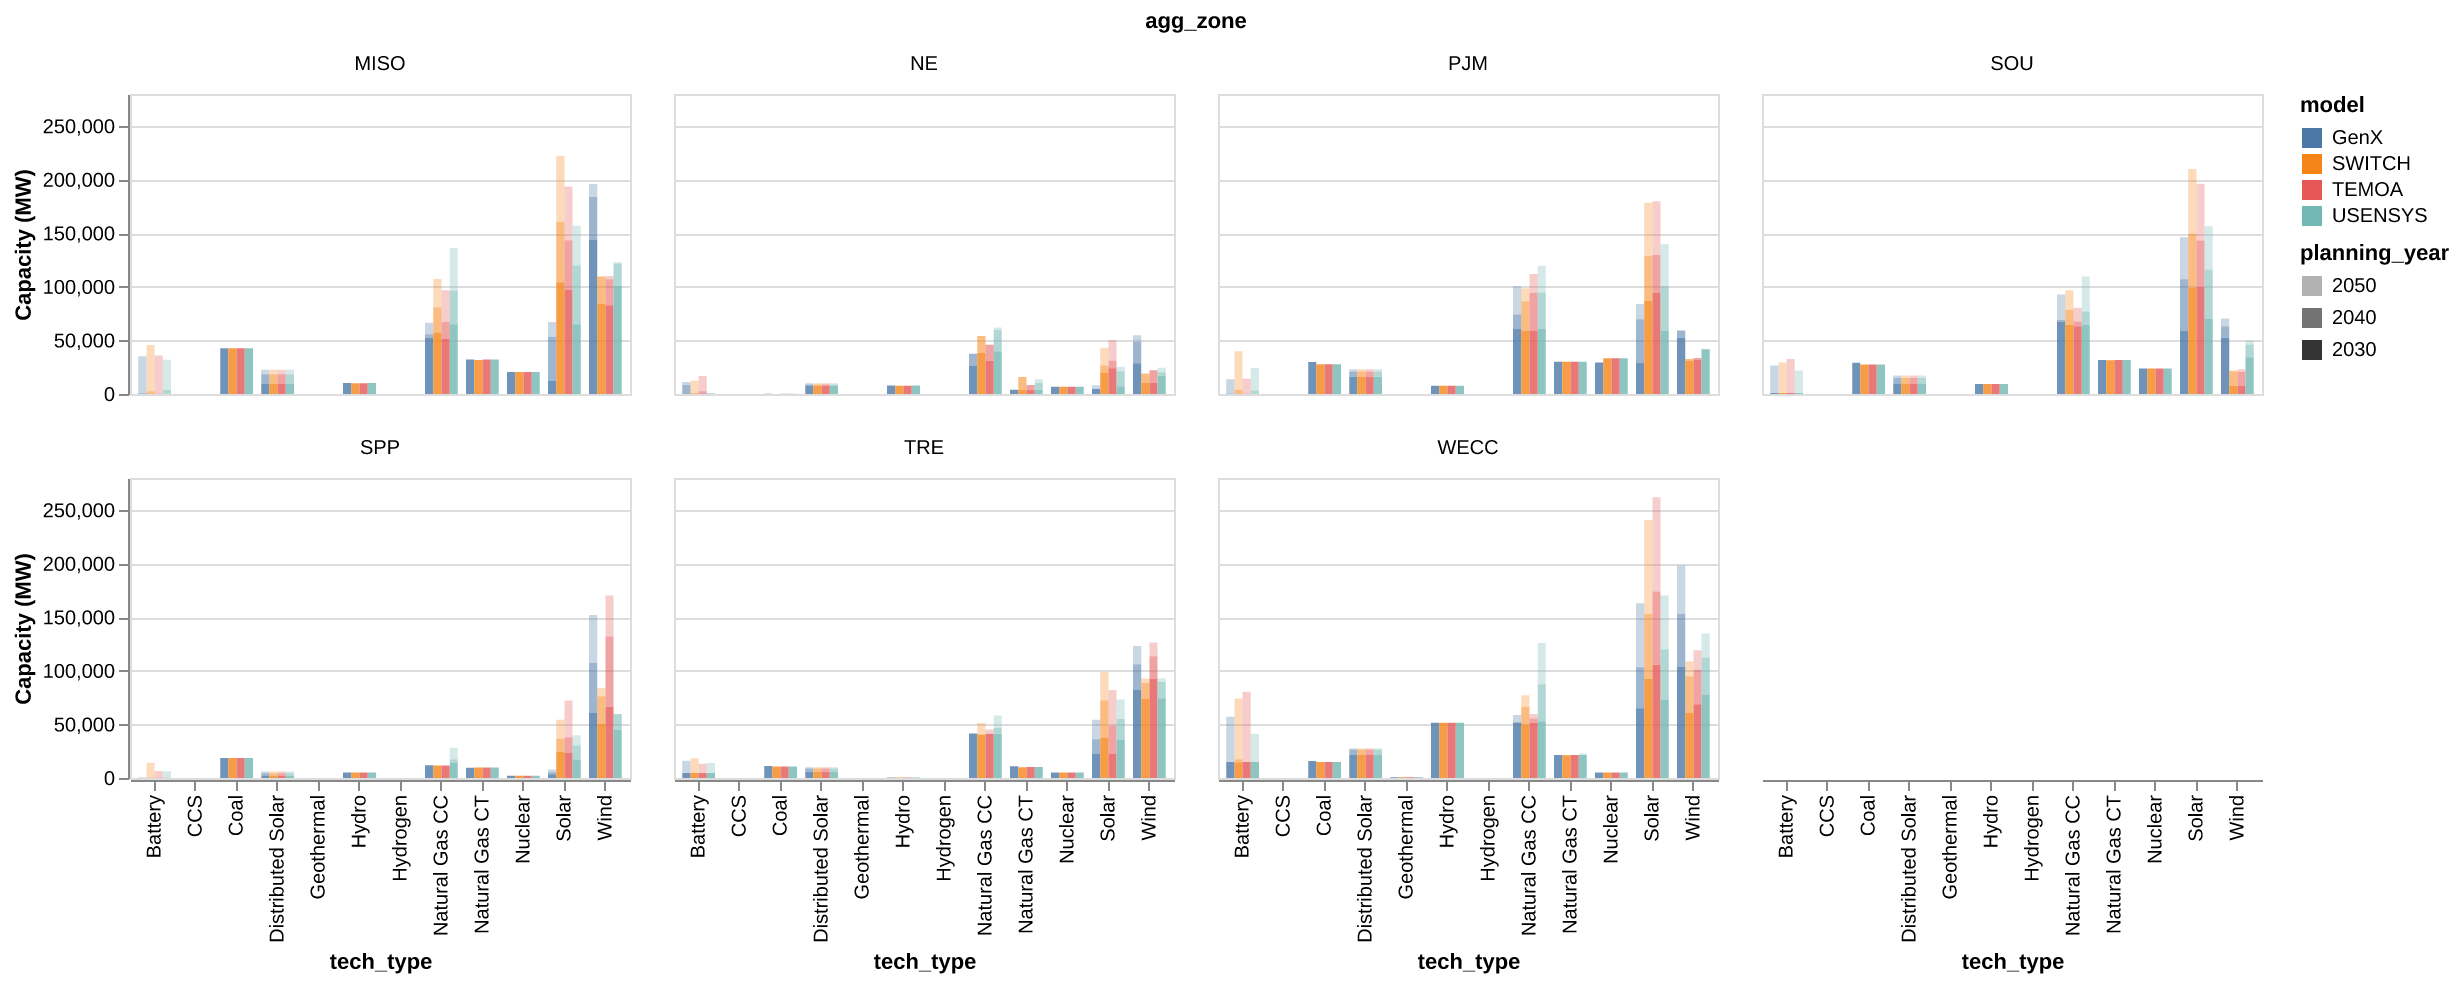 agg_zone
MISO
NE
PJM
SOU
Capacity (MW)
250,000
200,000
150,000
100,000
50,000
0
model
GenX
SWITCH
TEMOA
USENSYS
planning_year
2050
2040
2030
SPP
TRE
WECC
Capacity (MW)
250,000
200,000
150,000
100,000
50,000
0
Battery
CCS
Coal
Distributed Solar
Geothermal
Hydro
Hydrogen
Natural Gas CC
Natural Gas CT
Nuclear
Solar
Wind
Battery
CCS
Coal
Distributed Solar
Geothermal
Hydro
Hydrogen
Natural Gas CC
Natural Gas CT
Nuclear
Solar
Wind
Battery
CCS
Coal
Distributed Solar
Geothermal
Hydro
Hydrogen
Natural Gas CC
Natural Gas CT
Nuclear
Solar
Wind
Battery
CCS
Coal
Distributed Solar
Geothermal
Hydro
Hydrogen
Natural Gas CC
Natural Gas CT
Nuclear
Solar
Wind
tech_type
tech_type
tech_type
tech_type